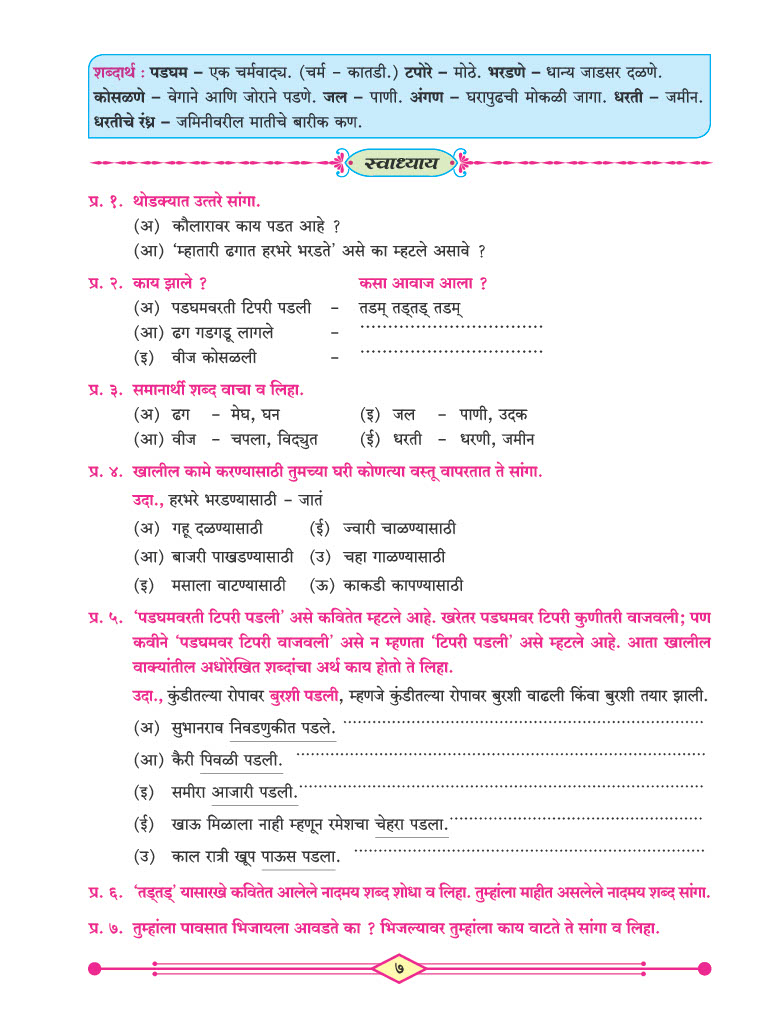 शब्दार्थ : पडघम – एक चर्मवाद्य. (चर्म – कातडी.) टपोरे – मोठे. भरडणे – धान्य जाडसर दळणे.
कोसळणे – वेगाने आणि जोराने पडणे. जल – पाणी. अंगण – घरापुढची मोकळी जागा. धरती – जमीन.
धरतीचे रंध्र – जमिनीवरील मातीचे बारीक कण.
स्वाध्याय
प्र. १. थोडक्यात उत्तरे सांगा.
(अ) कौलारावर काय पडत आहे ?
(आ) ‘म्हातारी ढगात हरभरे भरडते’ असे का म्हटले असावे ?
प्र. २. काय झाले ? कसा आवाज आला ?
(अ) पडघमवरती टिपरी पडली – तडम् तड्तड् तडम्
(आ) ढग गडगडू लागले – ................................
(इ) वीज कोसळली – ................................
प्र. ३. समानार्थी शब्द वाचा व लिहा.
(अ) ढग – मेघ, घन (इ) जल – पाणी, उदक
(आ) वीज – चपला, विद्युत (ई) धरती – धरणी, जमीन
प्र. ४. खालील कामे करण्यासाठी तुमच्या घरी कोणत्या वस्तू वापरतात ते सांगा.
उदा., हरभरे भरडण्यासाठी – जातं
(अ) गहू दळण्यासाठी (ई) ज्वारी चाळण्यासाठी
(आ) बाजरी पाखडण्यासाठी (उ) चहा गाळण्यासाठी
(इ) मसाला वाटण्यासाठी (ऊ) काकडी कापण्यासाठी
प्र. ५. ‘पडघमवरती टिपरी पडली’ असे कवितेत म्हटले आहे. खरेतर पडघमवर टिपरी कुणीतरी वाजवली; पण
कवीने ‘पडघमवर टिपरी वाजवली’ असे न म्हणता ‘टिपरी पडली’ असे म्हटले आहे. आता खालील
वाक्यांतील अधोरेखित शब्दांचा अर्थ काय होतो ते लिहा.
उदा., कुंडीतल्या रोपावर बुरशी पडली, म्हणजे कुंडीतल्या रोपावर बुरशी वाढली किंवा बुरशी तयार झाली.
(अ) सुभानराव निवडणुकीत पडले. ................................
(आ) कैरी पिवळी पडली. ................................
(इ) समीरा आजारी पडली. ................................
(ई) खाऊ मिळाला नाही म्हणून रमेशचा चेहरा पडला. ................................
(उ) काल रात्री खूप पाऊस पडला. ................................
प्र. ६. ‘तड्तड्’ यासारखे कवितेत आलेले नादमय शब्द शोधा व लिहा. तुम्हांला माहीत असलेले नादमय शब्द सांगा.
प्र. ७. तुम्हांला पावसात भिजायला आवडते का ? भिजल्यावर तुम्हांला काय वाटते ते सांगा व लिहा.
७